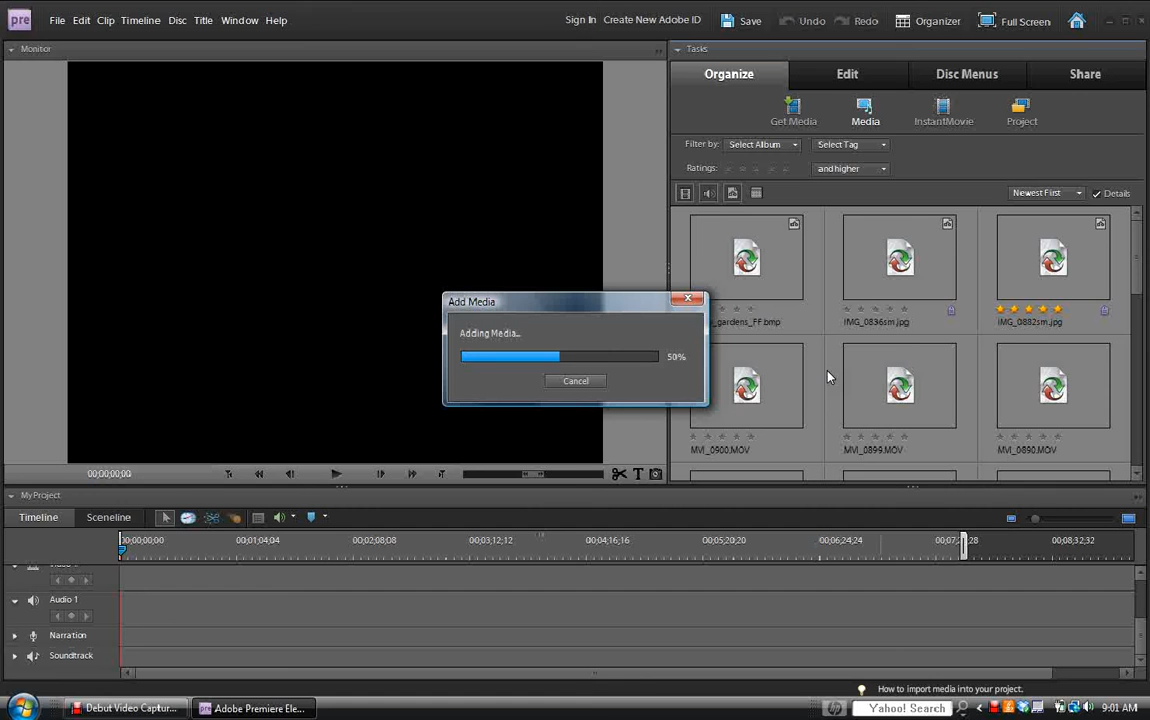 pre File Edit Clip Timeline Disc Title Window Help Sign In Create New Adobe ID Save Undo Redo Organizer Full Screen
Monitor
Tasks
Organize Edit Disc Menus Share
Get Media Media InstantMovie Project
Filter by: Select Album Select Tag
Ratings: and higher
Newest First Details
_gardens_FF.bmp IMG_0836sm.jpg IMG_0882sm.jpg
Add Media
Adding Media...
50%
Cancel
MVI_0900.MOV MVI_0899.MOV MVI_0890.MOV
00;00;00;00
T
MyProject
Timeline Sceneline
00;00;00;00 00;01;04;04 00;02;08;08 00;03;12;12 00;04;16;16 00;05;20;20 00;06;24;24 00;08;32;32
Audio 1
Narration
Soundtrack
How to import media into your project.
Debut Video Captur... pre Adobe Premiere Ele... hp Yahoo! Search 9:01 AM